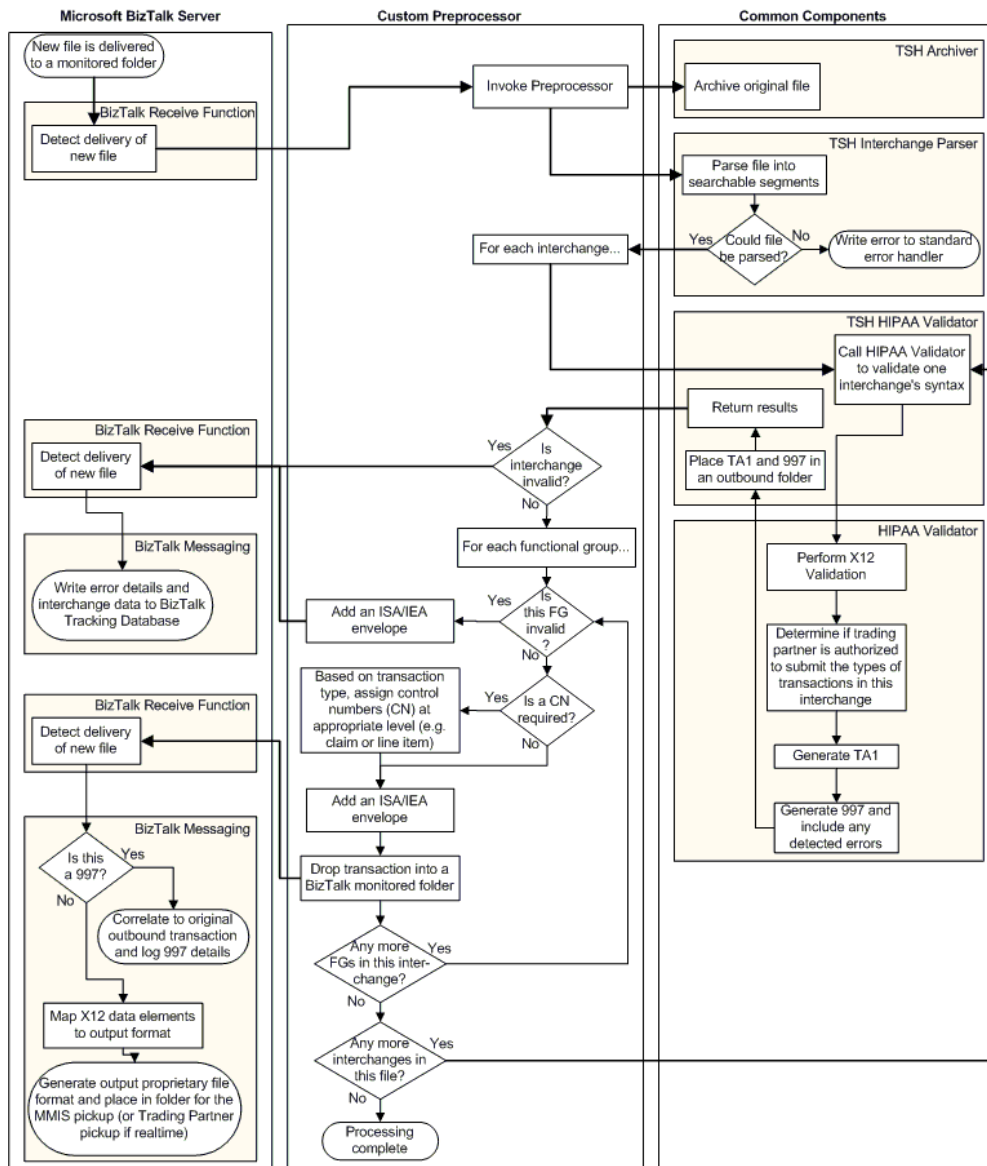 Microsoft BizTalk Server
Custom Preprocessor
Common Components
New file is delivered
to a monitored folder
BizTalk Receive Function
Detect delivery of
new file
Invoke Preprocessor
TSH Archiver
Archive original file
TSH Interchange Parser
Parse file into
searchable segments
Could file
be parsed?
Yes
No
Write error to standard
error handler
For each interchange...
TSH HIPAA Validator
Call HIPAA Validator
to validate one
interchange's syntax
Return results
Place TA1 and 997 in
an outbound folder
BizTalk Receive Function
Detect delivery
of new file
Yes
Is
interchange
invalid?
No
HIPAA Validator
Perform X12
Validation
Determine if trading
partner is authorized
to submit the types of
transactions in this
interchange
Generate TA1
Generate 997 and
include any
detected errors
BizTalk Messaging
Write error details and
interchange data to BizTalk
Tracking Database
For each functional group...
Add an ISA/IEA
envelope
Yes
Is
this FG
invalid
?
No
Based on transaction
type, assign control
numbers (CN) at
appropriate level (e.g.
claim or line item)
Yes
Is a CN
required?
No
BizTalk Receive Function
Detect delivery
of new file
Add an ISA/IEA
envelope
Drop transaction into a
BizTalk monitored folder
BizTalk Messaging
Is this
a 997?
Yes
No
Correlate to original
outbound transaction
and log 997 details
Any more
FGs in this inter-
change?
Yes
No
Map X12 data elements
to output format
Generate output proprietary file
format and place in folder for the
MMIS pickup (or Trading Partner
pickup if realtime)
Any more
interchanges in
this file?
Yes
No
Processing
complete